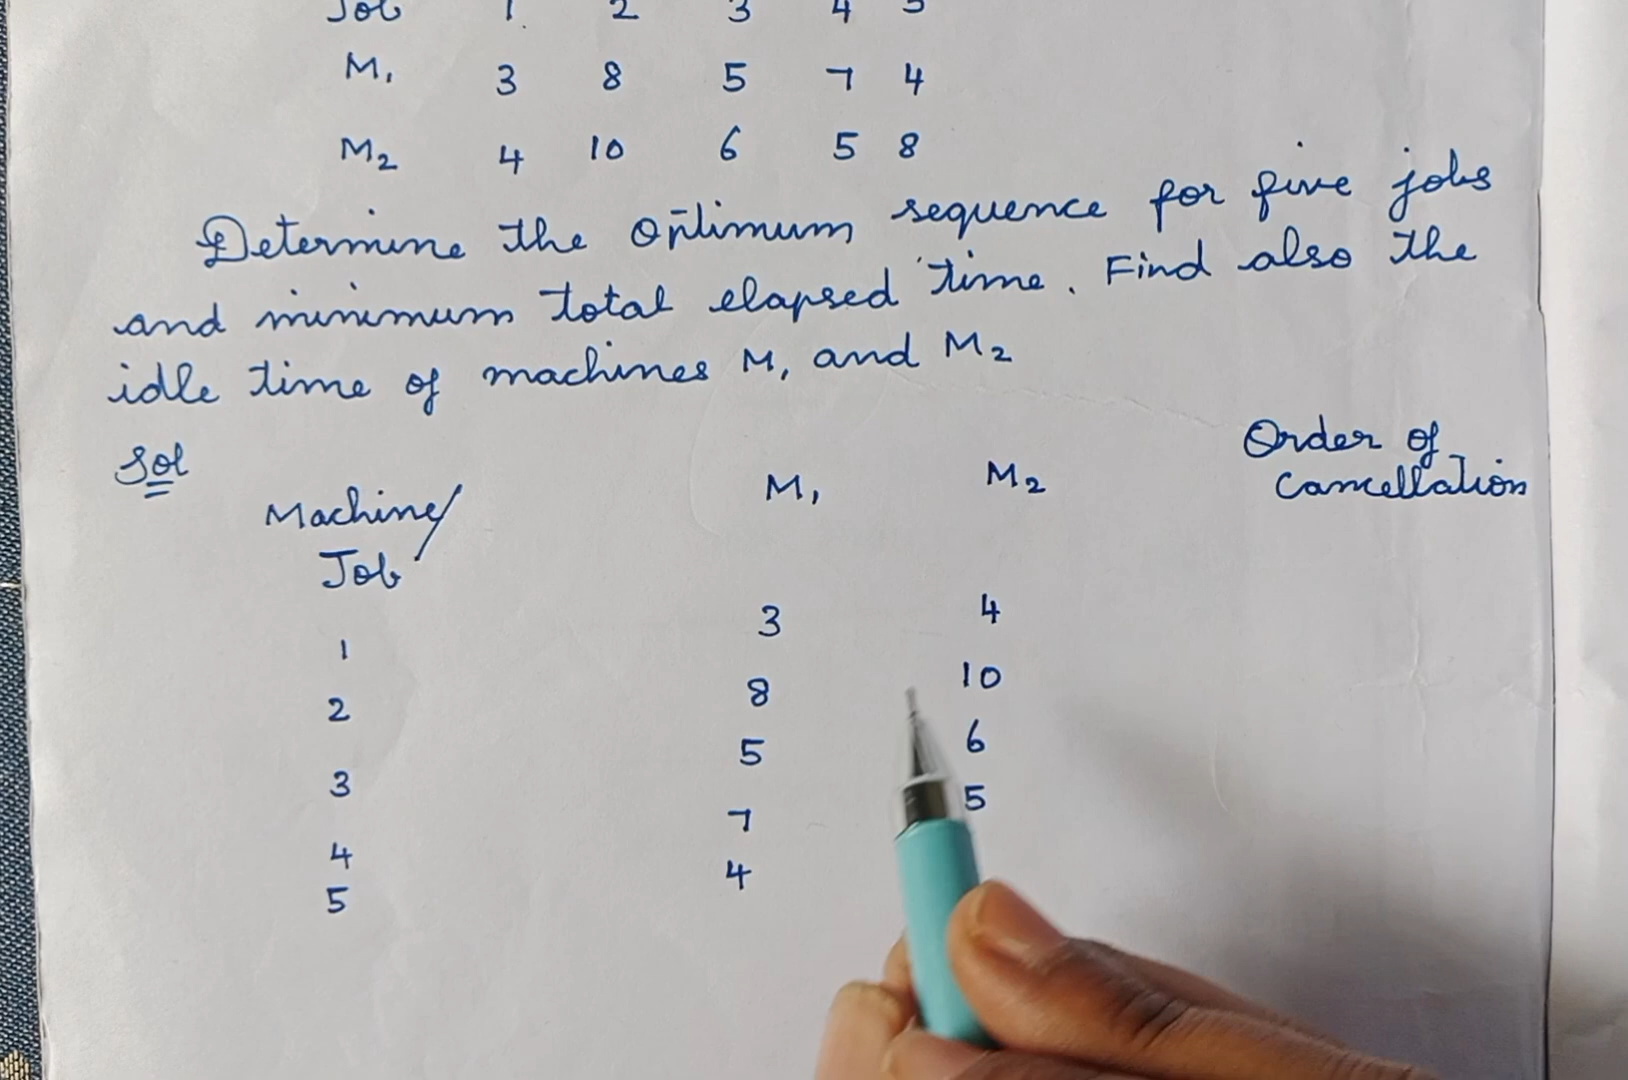 Job 1 2 3 4 5
M1 3 8 5 7 4
M2 4 10 6 5 8
Determine the optimum sequence for five jobs
and minimum total elapsed time. Find also the
idle time of machines M1 and M2
Sol
Machine/ M1 M2 Order of
Job cancellation
1 3 4
2 8 10
3 5 6
4 7 5
5 4